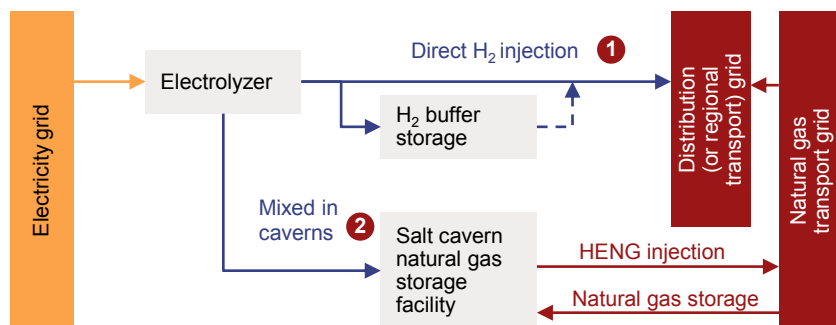 Electricity grid
Electrolyzer
Direct H₂ injection 1
H₂ buffer
storage
Distribution
(or regional
transport) grid
Natural gas
transport grid
Mixed in
caverns 2
Salt cavern
natural gas
storage
facility
HENG injection
Natural gas storage